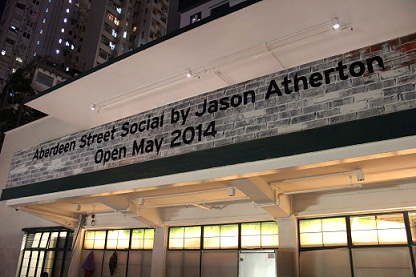 Aberdeen Street Social by Jason Atherton
Open May 2014